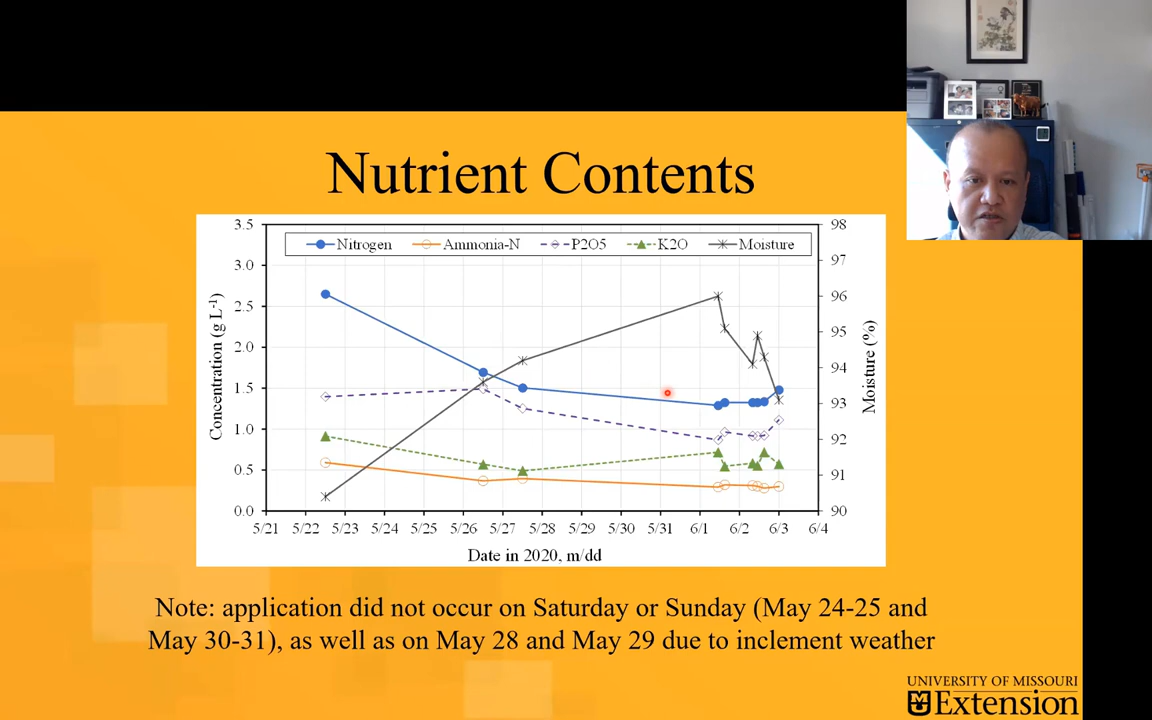 Nutrient Contents
3.5 98
Nitrogen Ammonia-N P2O5 K2O Moisture
3.0 97
2.5 96
2.0 95
1.5 94
1.0 93
0.5 92
0.0 91
90
Concentration (g L-1)
Moisture (%)
5/21 5/22 5/23 5/24 5/25 5/26 5/27 5/28 5/29 5/30 5/31 6/1 6/2 6/3 6/4
Date in 2020, m/dd
Note: application did not occur on Saturday or Sunday (May 24-25 and
May 30-31), as well as on May 28 and May 29 due to inclement weather
UNIVERSITY OF MISSOURI
Extension